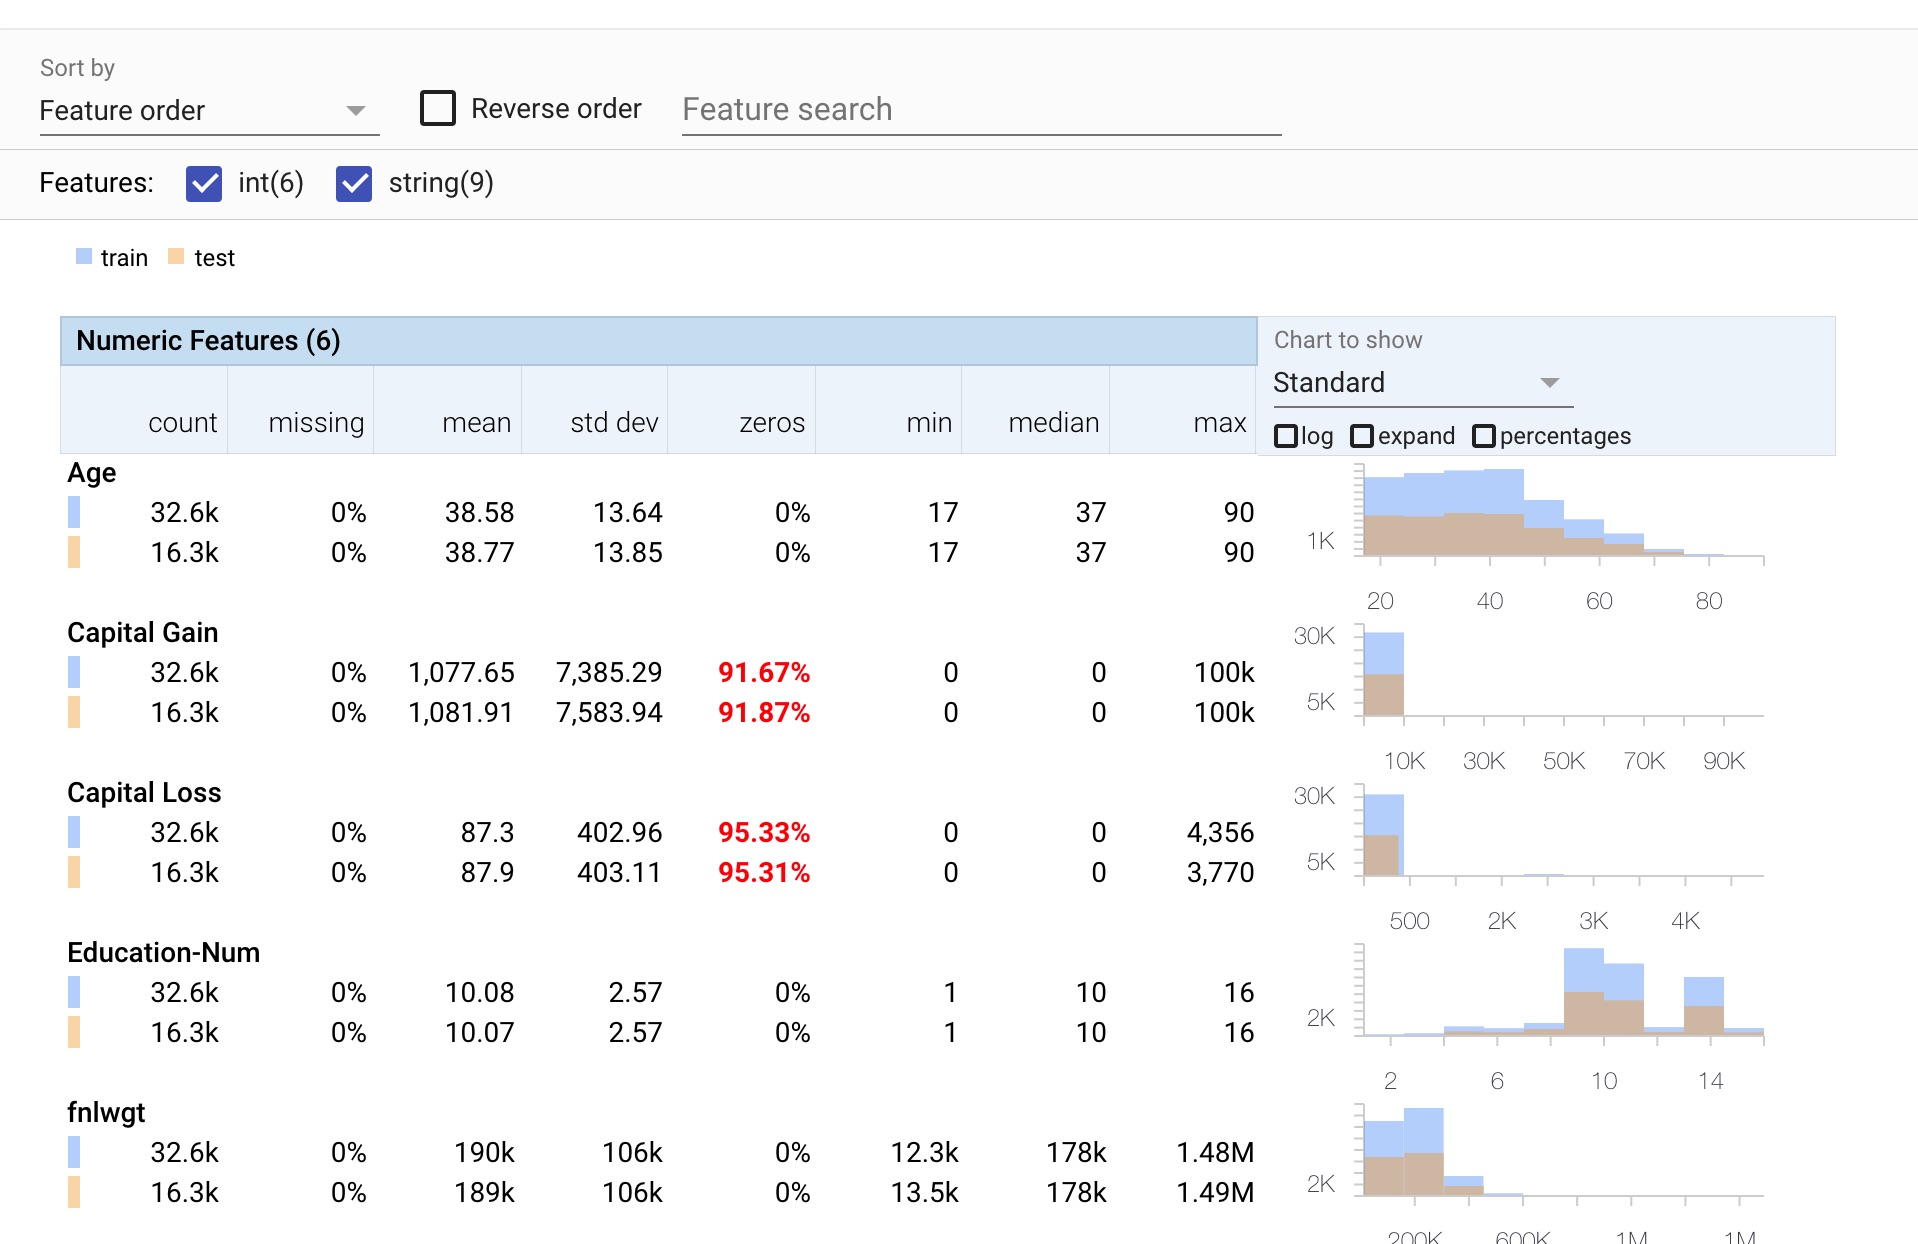 Sort by
Feature order
Reverse order
Feature search
Features: int(6) string(9)
train test
Numeric Features (6)
Chart to show
Standard
count missing mean std dev zeros min median max
log expand percentages
Age
32.6k 0% 38.58 13.64 0% 17 37 90
16.3k 0% 38.77 13.85 0% 17 37 90
1K
20 40 60 80
Capital Gain
32.6k 0% 1,077.65 7,385.29 91.67% 0 0 100k
16.3k 0% 1,081.91 7,583.94 91.87% 0 0 100k
30K
5K
10K 30K 50K 70K 90K
Capital Loss
32.6k 0% 87.3 402.96 95.33% 0 0 4,356
16.3k 0% 87.9 403.11 95.31% 0 0 3,770
30K
5K
500 2K 3K 4K
Education-Num
32.6k 0% 10.08 2.57 0% 1 10 16
16.3k 0% 10.07 2.57 0% 1 10 16
2K
2 6 10 14
fnlwgt
32.6k 0% 190k 106k 0% 12.3k 178k 1.48M
16.3k 0% 189k 106k 0% 13.5k 178k 1.49M
2K
200K 600K 1M 1M